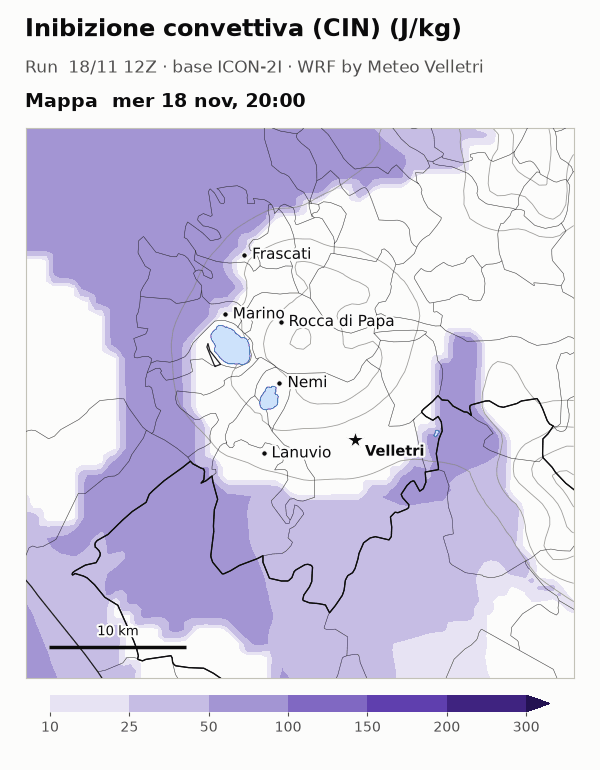 Inibizione convettiva (CIN) (J/kg)
Run  18/11 12Z · base ICON-2I · WRF by Meteo Velletri
Mappa  mer 18 nov, 20:00
Frascati
Marino
Rocca di Papa
Nemi
Velletri
Lanuvio
10 km
10 25 50 100 150 200 300